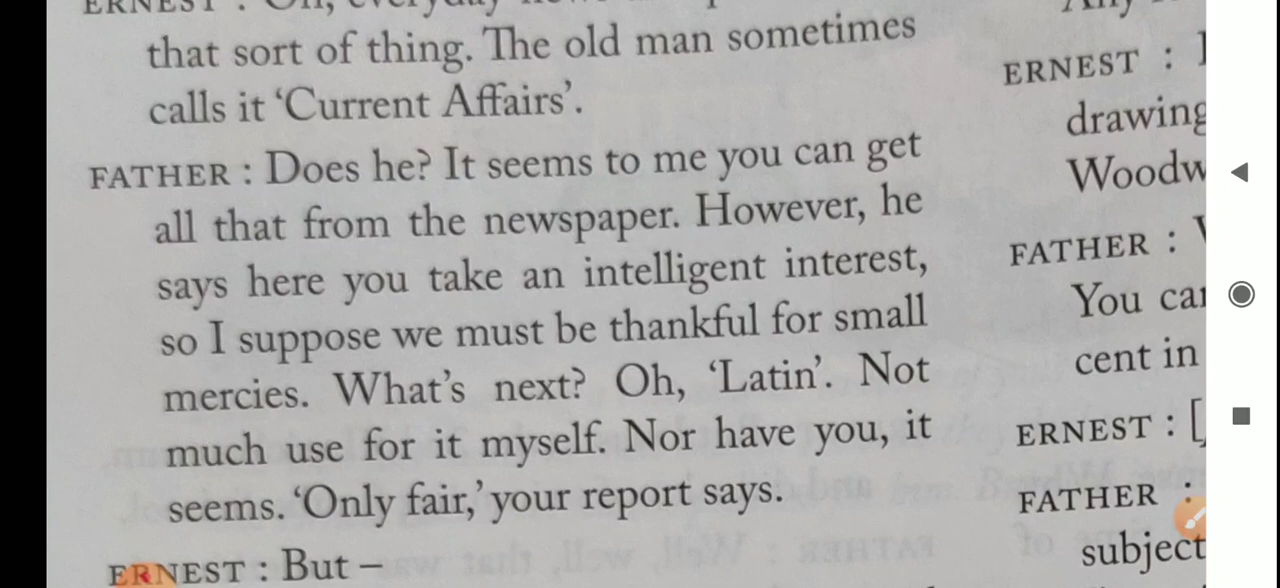 that sort of thing. The old man sometimes
calls it ‘Current Affairs’.
FATHER : Does he? It seems to me you can get
all that from the newspaper. However, he
says here you take an intelligent interest,
so I suppose we must be thankful for small
mercies. What’s next? Oh, ‘Latin’. Not
much use for it myself. Nor have you, it
seems. ‘Only fair,’ your report says.
ERNEST : But –
ERNEST :
drawing
FATHER :
cent in
ERNEST : [
FATHER :
subject